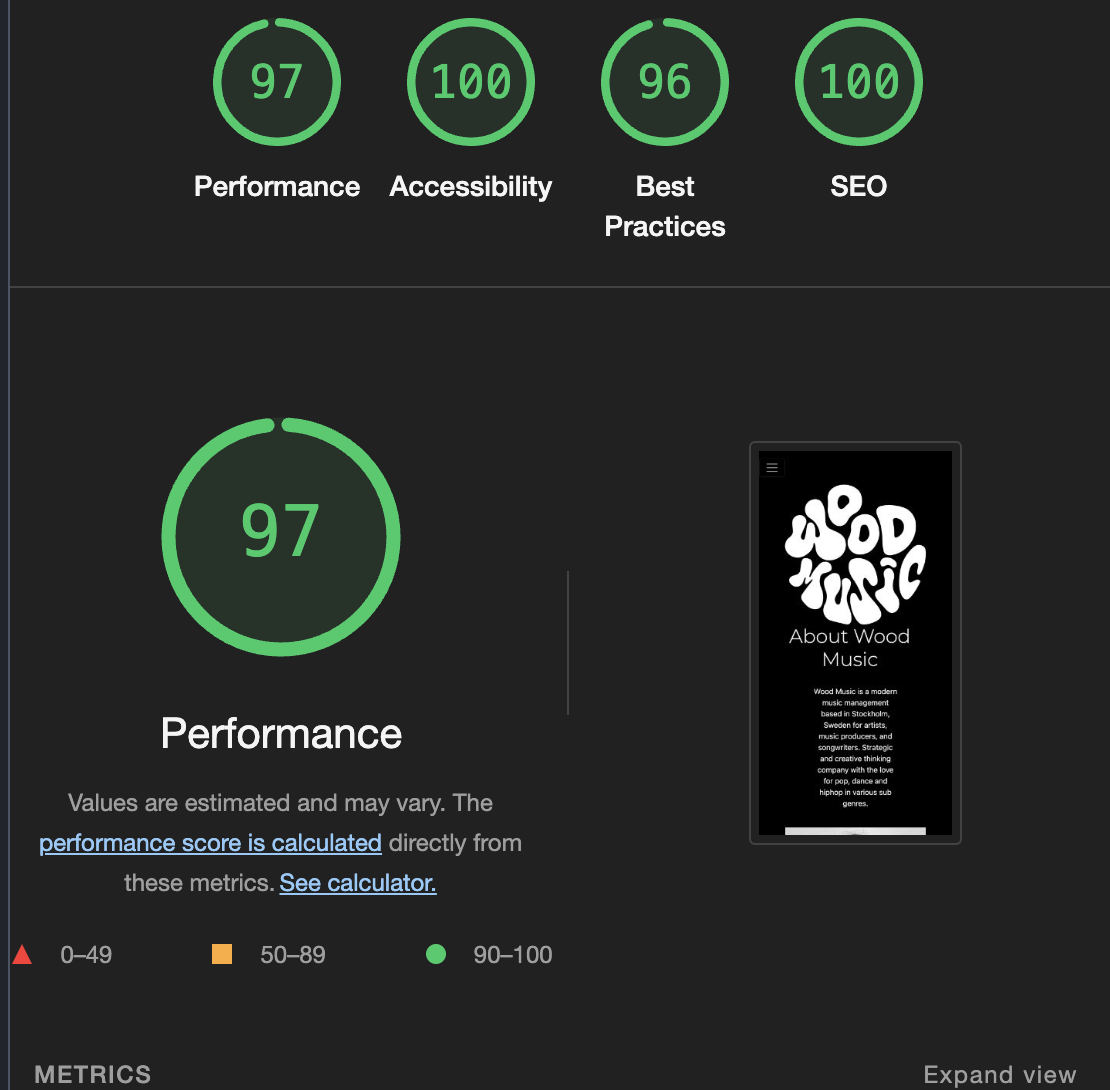 97
100
96
100
Performance
Accessibility
Best
Practices
SEO
97
Performance
Values are estimated and may vary. The
performance score is calculated directly from
these metrics. See calculator.
0–49
50–89
90–100
WOOD
MUSIC
About Wood
Music
Wood Music is a modern
music management
based in Stockholm,
Sweden for artists,
music producers, and
songwriters. Strategic
and creative thinking
company with the love
for pop, dance and
hiphop in various sub
genres.
METRICS
Expand view